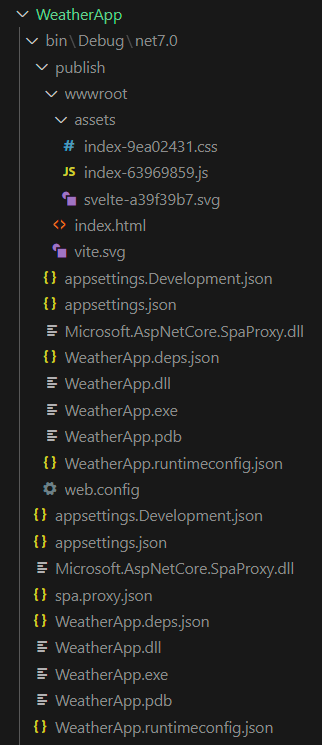 WeatherApp
bin\Debug\net7.0
publish
wwwroot
assets
# index-9ea02431.css
JS index-63969859.js
svelte-a39f39b7.svg
<> index.html
vite.svg
{} appsettings.Development.json
{} appsettings.json
Microsoft.AspNetCore.SpaProxy.dll
{} WeatherApp.deps.json
WeatherApp.dll
WeatherApp.exe
WeatherApp.pdb
{} WeatherApp.runtimeconfig.json
web.config
{} appsettings.Development.json
{} appsettings.json
Microsoft.AspNetCore.SpaProxy.dll
{} spa.proxy.json
{} WeatherApp.deps.json
WeatherApp.dll
WeatherApp.exe
WeatherApp.pdb
{} WeatherApp.runtimeconfig.json